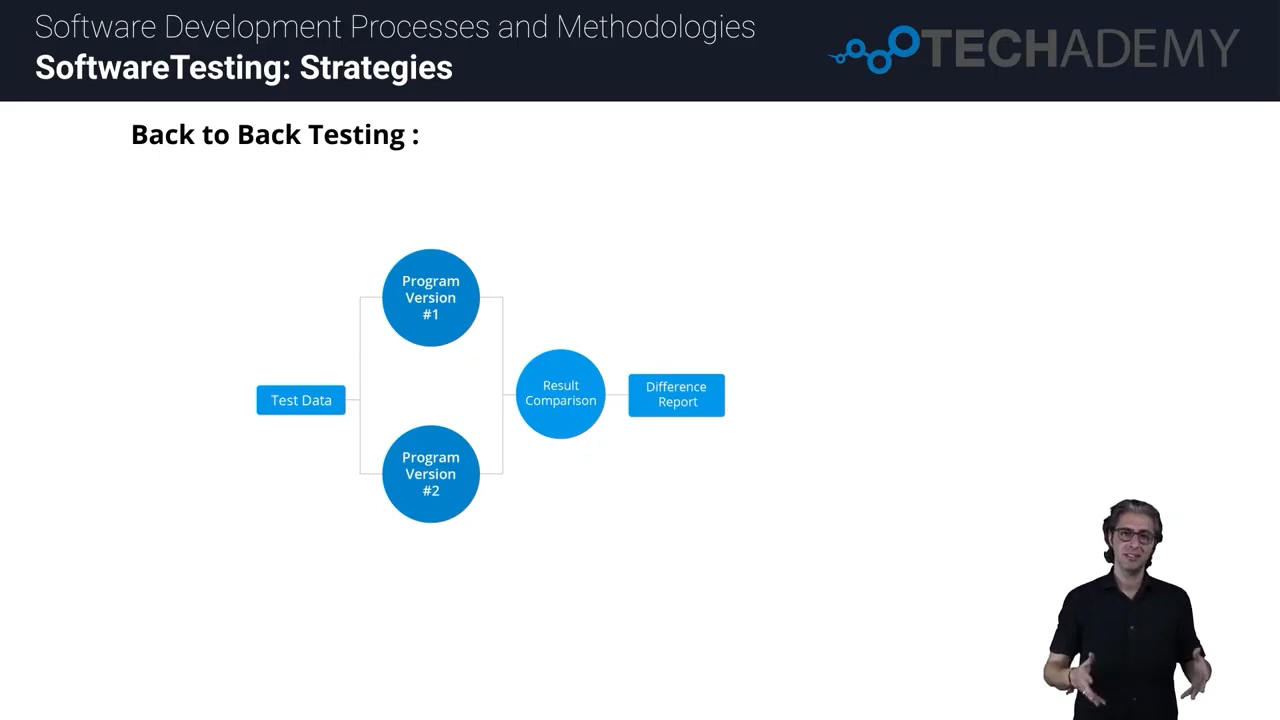 Software Development Processes and Methodologies
SoftwareTesting: Strategies
TECHADEMY
Back to Back Testing :
Program
Version
#1
Test Data
Result
Comparison
Difference
Report
Program
Version
#2